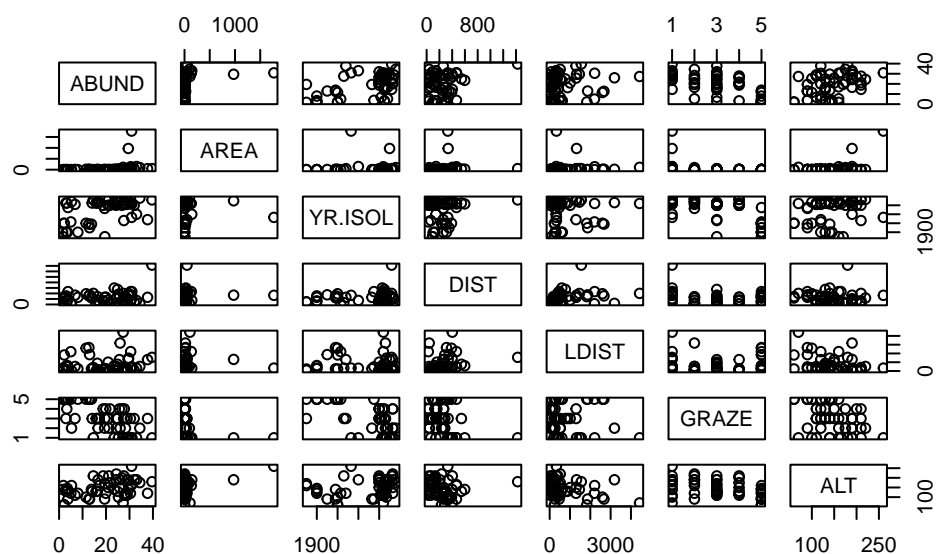 0 1000 0 800 1 3 5
ABUND 0 40
0 AREA
YR.ISOL 1900
0 DIST
LDIST 0
1 5 GRAZE
ALT 100
0 20 40 1900 0 3000 100 250